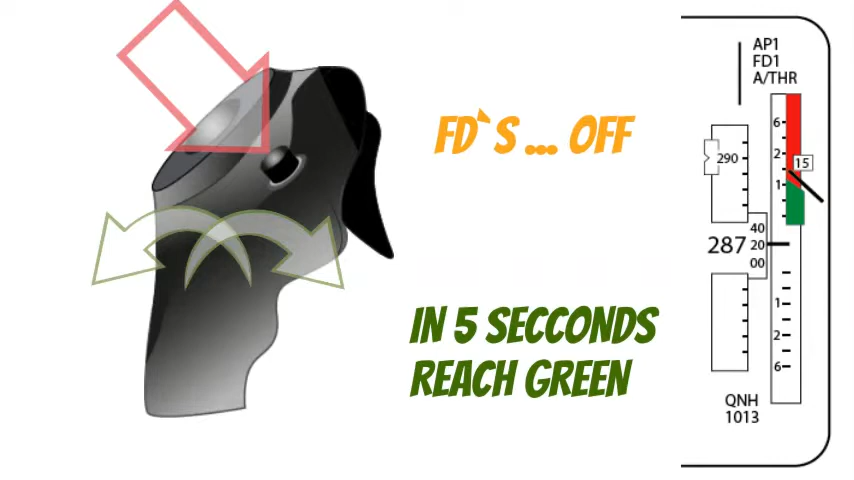 FD`S ... OFF
IN 5 SECCONDS
REACH GREEN
AP1
FD1
A/THR
6
2
15
1
290
40
287 20
00
1
2
6
QNH
1013